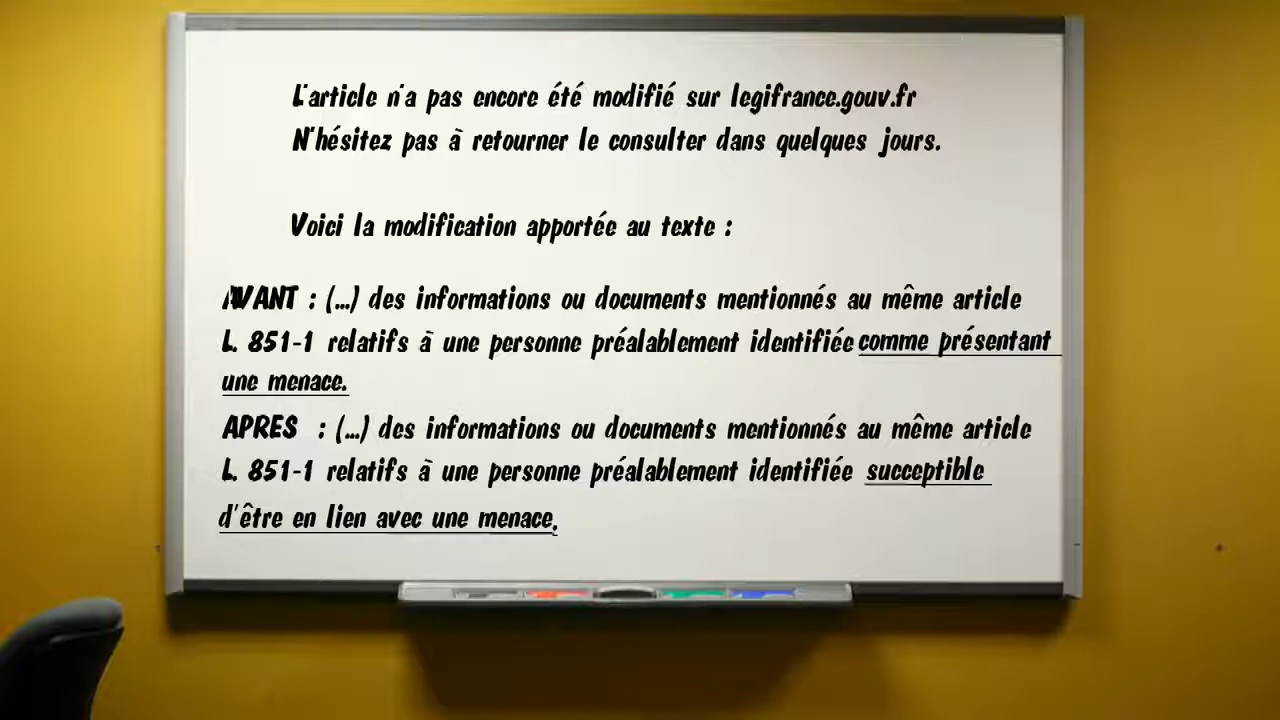 L'article n'a pas encore été modifié sur legifrance.gouv.fr
N'hésitez pas à retourner le consulter dans quelques jours.
Voici la modification apportée au texte :
AVANT : (...) des informations ou documents mentionnés au même article
L. 851-1 relatifs à une personne préalablement identifiée comme présentant
une menace.
APRES : (...) des informations ou documents mentionnés au même article
L. 851-1 relatifs à une personne préalablement identifiée succeptible
d'être en lien avec une menace.